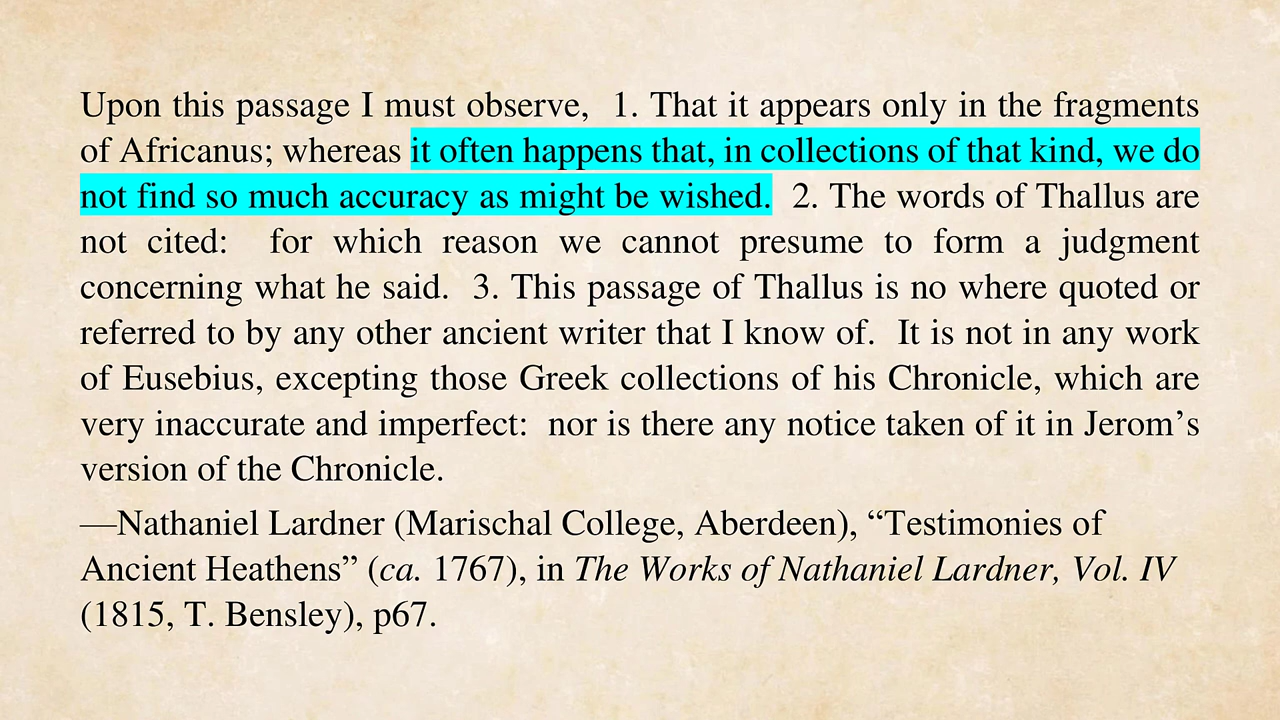 Upon this passage I must observce, 1. That it appears only in the fragments
of Africanus; whereas it often happens that, in collections of that kind, we do
not find so much accuracy as might be wished. 2. The words of Thallus are
not cited: for which reason we cannot presume to form a judgment
concerning what he said. 3. This passage of Thallus is no where quoted or
referred to by any other ancient writer that I know of. It is not in any work
of Eusebius, excepting those Greek collections of his Chronicle, which are
very inaccurate and imperfect: nor is there any notice taken of it in Jerom’s
version of the Chronicle.
—Nathaniel Lardner (Marischal College, Aberdeen), “Testimonies of
Ancient Heathens” (ca. 1767), in The Works of Nathaniel Lardner, Vol. IV
(1815, T. Bensley), p67.